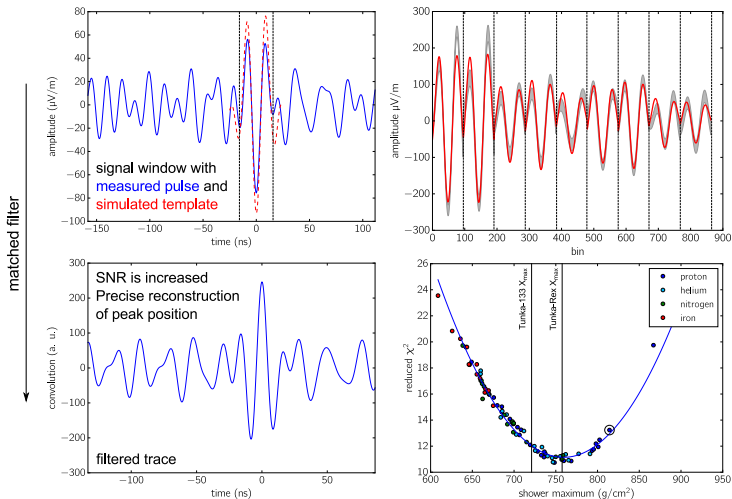 matched filter
80
60
40
20
0
−20
−40
−60
80
100
amplitude (μV/m)
signal window with
measured pulse and
simulated template
−150 −100 −50 0 50 100
time (ns)
300
200
100
0
−100
−200
−300
amplitude μV/m
0 100 200 300 400 500 600 700 800 900
bin
300
200
100
0
−100
−200
−300
convolution (a. u.)
SNR is increased
Precise reconstruction
of peak position
filtered trace
−100 −50 0 50
time (ns)
26
24
22
20
18
16
14
12
10
reduced χ²
Tunka-133 Xmax
Tunka-Rex Xmax
proton
helium
nitrogen
iron
600 650 700 750 800 850 900 950
shower maximum (g/cm²)